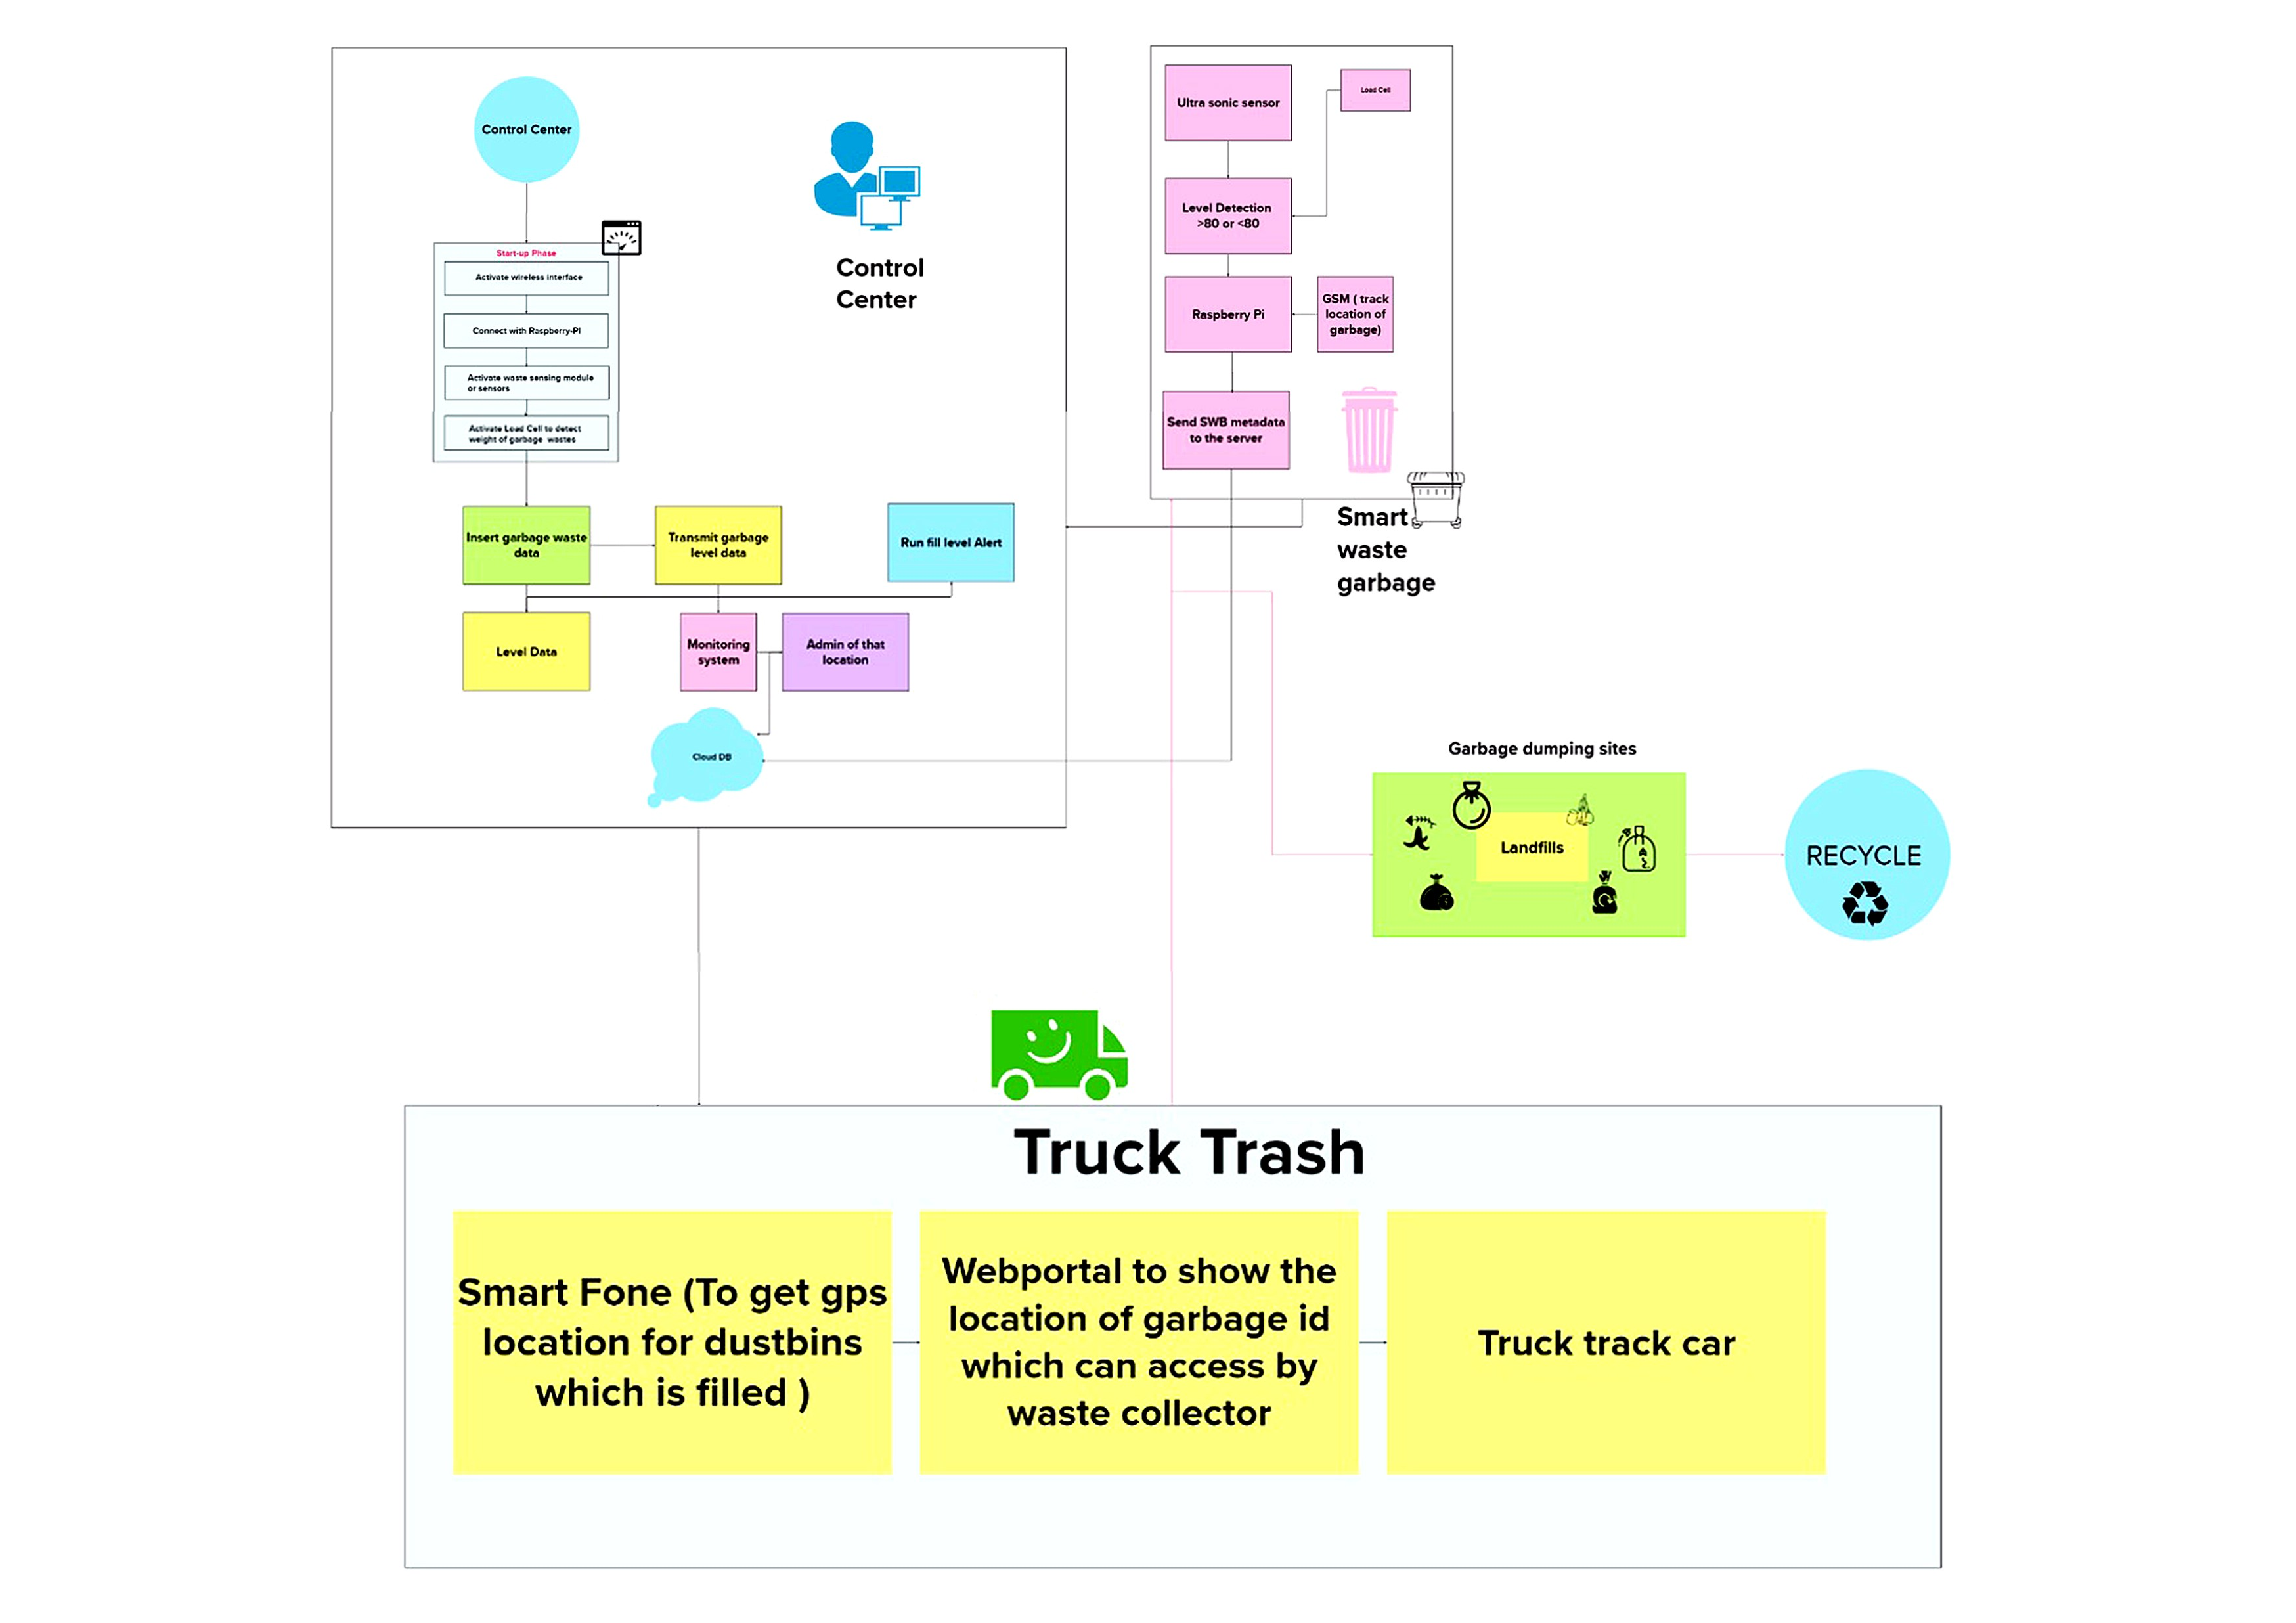 Control Center
Control
Center
Start-up Phase
Activate wireless interface
Connect with Raspberry-PI
Activate waste sensing module
or sensors
Activate Load Cell to detect
weight of garbage wastes
Insert garbage waste
data
Transmit garbage
level data
Run fill level Alert
Level Data
Monitoring
system
Admin of that
location
Cloud DB
Ultra sonic sensor
Load Cell
Level Detection
>80 or <80
Raspberry Pi
GSM ( track
location of
garbage)
Send SWB metadata
to the server
Smart
waste
garbage
Garbage dumping sites
Landfills
RECYCLE
Truck Trash
Smart Fone (To get gps
location for dustbins
which is filled )
Webportal to show the
location of garbage id
which can access by
waste collector
Truck track car